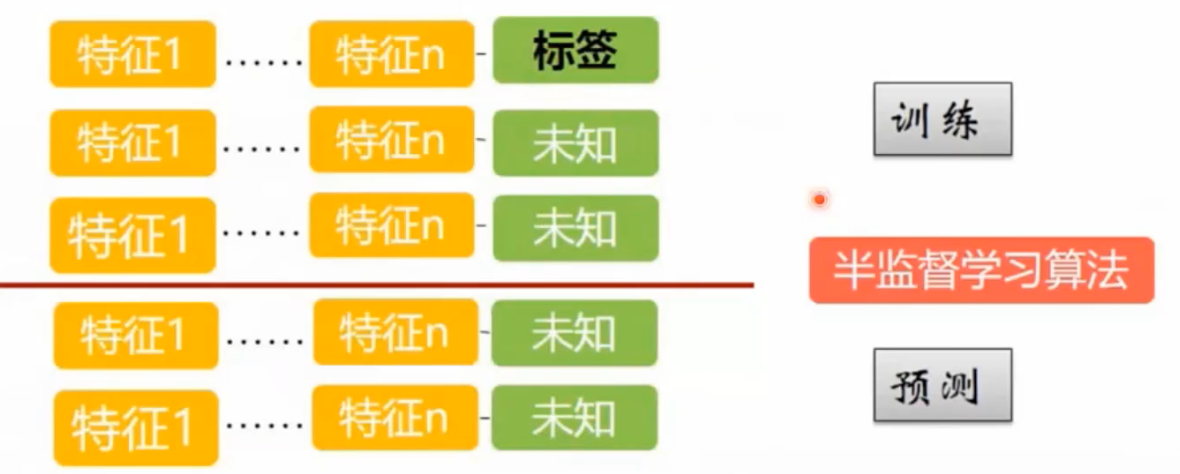 特征1 ...... 特征n - 标签
特征1 ...... 特征n - 未知
特征1 ...... 特征n - 未知
特征1 ...... 特征n - 未知
特征1 ...... 特征n - 未知
训练
半监督学习算法
预测